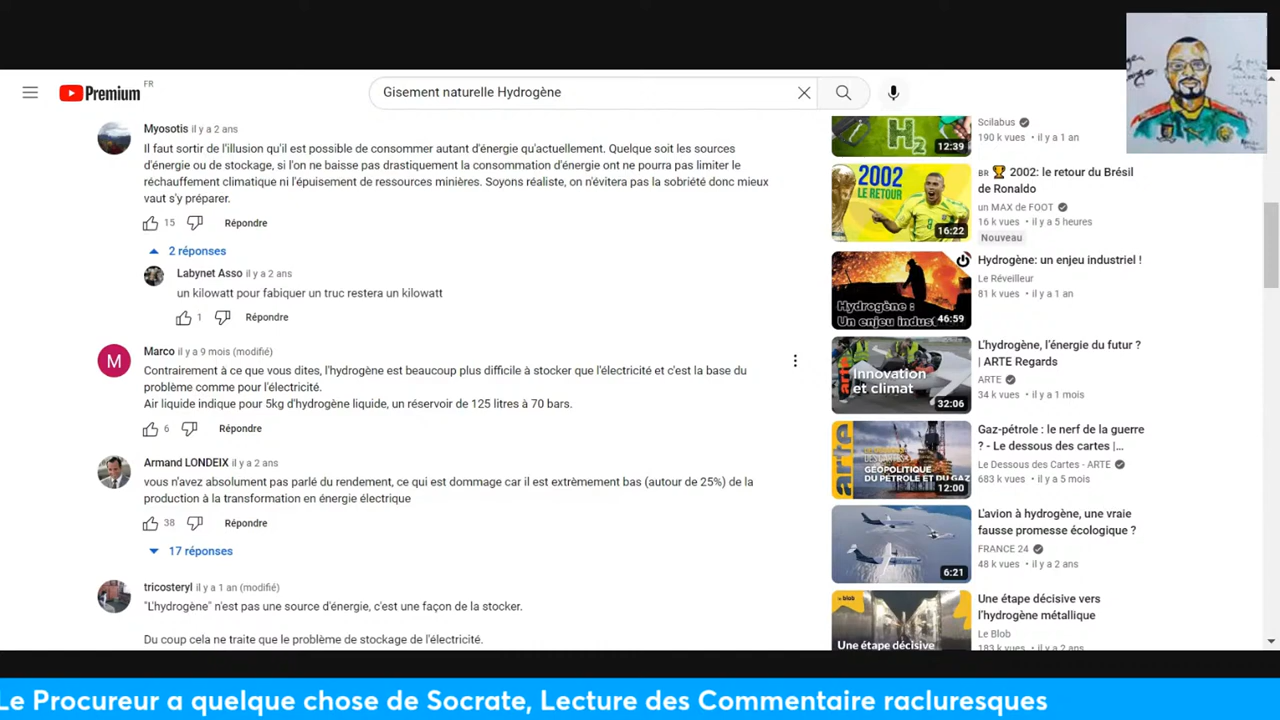 FR
Premium
Gisement naturelle Hydrogène
Myosotis il y a 2 ans
Il faut sortir de l'illusion qu'il est possible de consommer autant d'énergie qu'actuellement. Quelque soit les sources
d'énergie ou de stockage, si l'on ne baisse pas drastiquement la consommation d'énergie ont ne pourra pas limiter le
réchauffement climatique ni l'épuisement de ressources minières. Soyons réaliste, on n'évitera pas la sobriété donc mieux
vaut s'y préparer.
15 Répondre
2 réponses
Labynet Asso il y a 2 ans
un kilowatt pour fabiquer un truc restera un kilowatt
1 Répondre
M
Marco il y a 9 mois (modifié)
Contrairement à ce que vous dites, l'hydrogène est beaucoup plus difficile à stocker que l'électricité et c'est la base du
problème comme pour l'électricité.
Air liquide indique pour 5kg d'hydrogène liquide, un réservoir de 125 litres à 70 bars.
6 Répondre
Armand LONDEIX il y a 2 ans
vous n'avez absolument pas parlé du rendement, ce qui est dommage car il est extrèmement bas (autour de 25%) de la
production à la transformation en énergie électrique
38 Répondre
17 réponses
tricosteryl il y a 1 an (modifié)
"L'hydrogène" n'est pas une source d'énergie, c'est une façon de la stocker.
Du coup cela ne traite que le problème de stockage de l'électricité.
H2
12:39
Scilabus
190 k vues • il y a 1 an
2002
LE RETOUR
16:22
BR 🏆 2002: le retour du Brésil
de Ronaldo
un MAX de FOOT
16 k vues • il y a 5 heures
Nouveau
Hydrogène :
Un enjeu indust
46:59
Hydrogène: un enjeu industriel !
Le Réveilleur
81 k vues • il y a 1 an
arte
Innovation
et climat
32:06
L'hydrogène, l'énergie du futur ?
| ARTE Regards
ARTE
34 k vues • il y a 1 mois
arte
LE DESSOUS
DES CARTES
GÉOPOLITIQUE
DU PÉTROLE ET DU GAZ
12:00
Gaz-pétrole : le nerf de la guerre
? - Le dessous des cartes |...
Le Dessous des Cartes - ARTE
683 k vues • il y a 5 mois
6:21
L'avion à hydrogène, une vraie
fausse promesse écologique ?
FRANCE 24
48 k vues • il y a 2 ans
le blob
Une étape décisive
Une étape décisive vers
l'hydrogène métallique
Le Blob
183 k vues • il y a 2 ans
Le Procureur a quelque chose de Socrate, Lecture des Commentaire racluresques